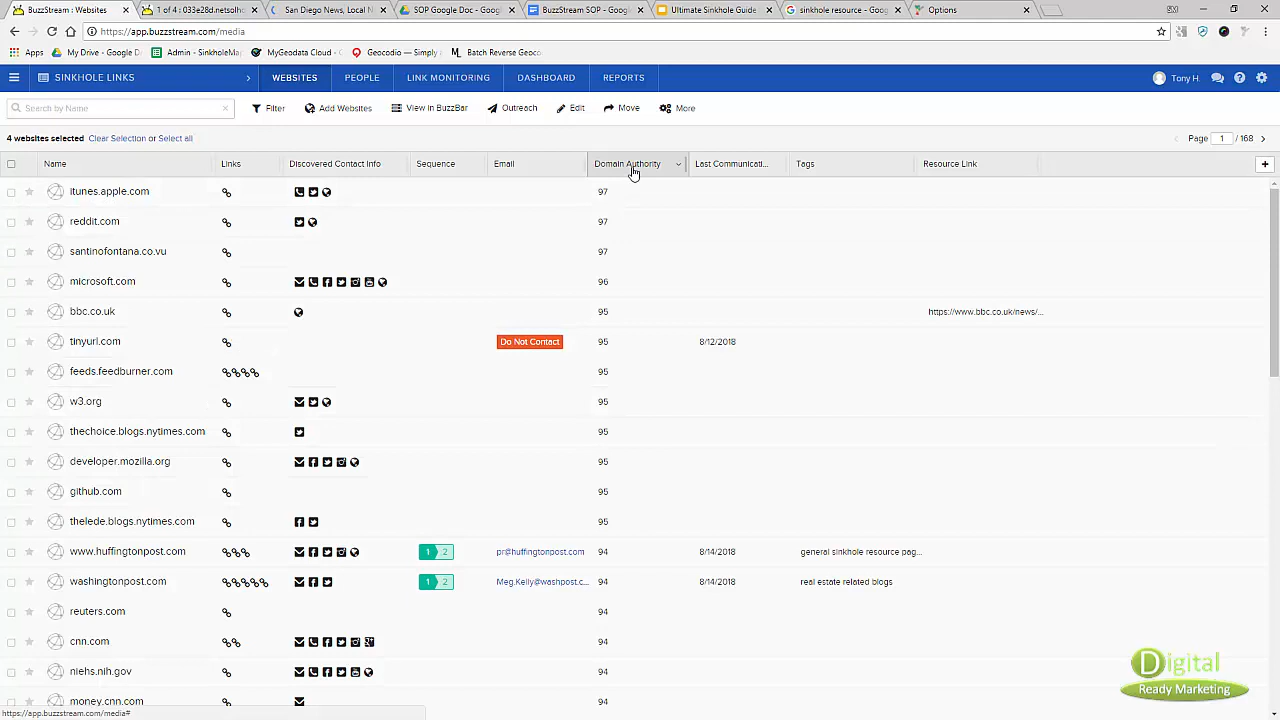 BuzzStream : Websites
1 of 4 : 033e28d.netsolho
San Diego News, Local N
SOP Google Doc - Goog
BuzzStream SOP - Google
Ultimate Sinkhole Guide
sinkhole resource - Goog
Options
https://app.buzzstream.com/media
Apps
My Drive - Google D
Admin - SinkholeMa
MyGeodata Cloud -
Geocodio — Simply
Batch Reverse Geoc
SINKHOLE LINKS
WEBSITES
PEOPLE
LINK MONITORING
DASHBOARD
REPORTS
Tony H.
Search by Name
Filter
Add Websites
View in BuzzBar
Outreach
Edit
Move
More
4 websites selected Clear Selection or Select all
Page 1 / 168
Name Links Discovered Contact Info Sequence Email Domain Authority Last Communicati... Tags Resource Link
itunes.apple.com 97
reddit.com 97
santinofontana.co.vu 97
microsoft.com 96
bbc.co.uk 95 https://www.bbc.co.uk/news/...
tinyurl.com Do Not Contact 95 8/12/2018
feeds.feedburner.com 95
w3.org 95
thechoice.blogs.nytimes.com 95
developer.mozilla.org 95
github.com 95
thelede.blogs.nytimes.com 95
www.huffingtonpost.com 1 2 pr@huffingtonpost.com 94 8/14/2018 general sinkhole resource pag...
washingtonpost.com 1 2 Meg.Kelly@washpost.c... 94 8/14/2018 real estate related blogs
reuters.com 94
cnn.com 94
niehs.nih.gov 94
money.cnn.com 94
https://app.buzzstream.com/media#
Digital
Ready Marketing